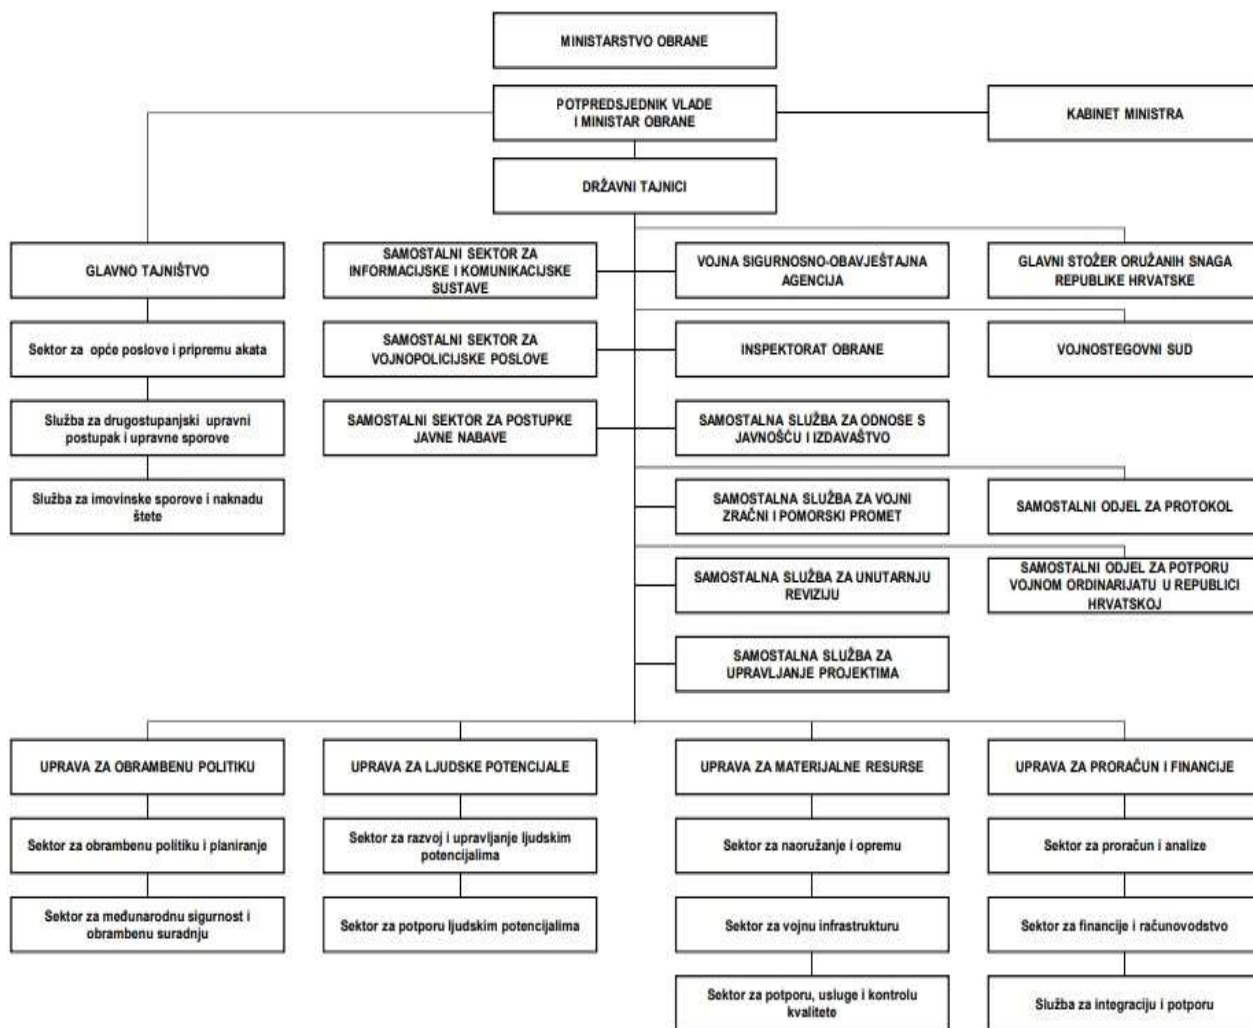 MINISTARSTVO OBRANE
POTPREDSJEDNIK VLADE
I MINISTAR OBRANE
KABINET MINISTRA
DRŽAVNI TAJNICI
GLAVNO TAJNIŠTVO
SAMOSTALNI SEKTOR ZA
INFORMACIJSKE I KOMUNIKACIJSKE
SUSTAVE
VOJNA SIGURNOSNO-OBAVJEŠTAJNA
AGENCIJA
GLAVNI STOŽER ORUŽANIH SNAGA
REPUBLIKE HRVATSKE
Sektor za opće poslove i pripremu akata
SAMOSTALNI SEKTOR ZA
VOJNOPOLICIJSKE POSLOVE
INSPEKTORAT OBRANE
VOJNOSTEGOVNI SUD
Služba za drugostupanjski upravni
postupak i upravne sporove
SAMOSTALNI SEKTOR ZA POSTUPKE
JAVNE NABAVE
SAMOSTALNA SLUŽBA ZA ODNOSE S
JAVNOŠĆU I IZDAVAŠTVO
Služba za imovinske sporove i naknadu
štete
SAMOSTALNA SLUŽBA ZA VOJNI
ZRAČNI I POMORSKI PROMET
SAMOSTALNI ODJEL ZA PROTOKOL
SAMOSTALNA SLUŽBA ZA UNUTARNJU
REVIZIJU
SAMOSTALNI ODJEL ZA POTPORU
VOJNOM ORDINARIJATU U REPUBLICI
HRVATSKOJ
SAMOSTALNA SLUŽBA ZA
UPRAVLJANJE PROJEKTIMA
UPRAVA ZA OBRAMBENU POLITIKU
UPRAVA ZA LJUDSKE POTENCIJALE
UPRAVA ZA MATERIJALNE RESURSE
UPRAVA ZA PRORAČUN I FINANCIJE
Sektor za obrambenu politiku i planiranje
Sektor za razvoj i upravljanje ljudskim
potencijalima
Sektor za naoružanje i opremu
Sektor za proračun i analize
Sektor za međunarodnu sigurnost i
obrambenu suradnju
Sektor za potporu ljudskim potencijalima
Sektor za vojnu infrastrukturu
Sektor za financije i računovodstvo
Sektor za potporu, usluge i kontrolu
kvalitete
Služba za integraciju i potporu